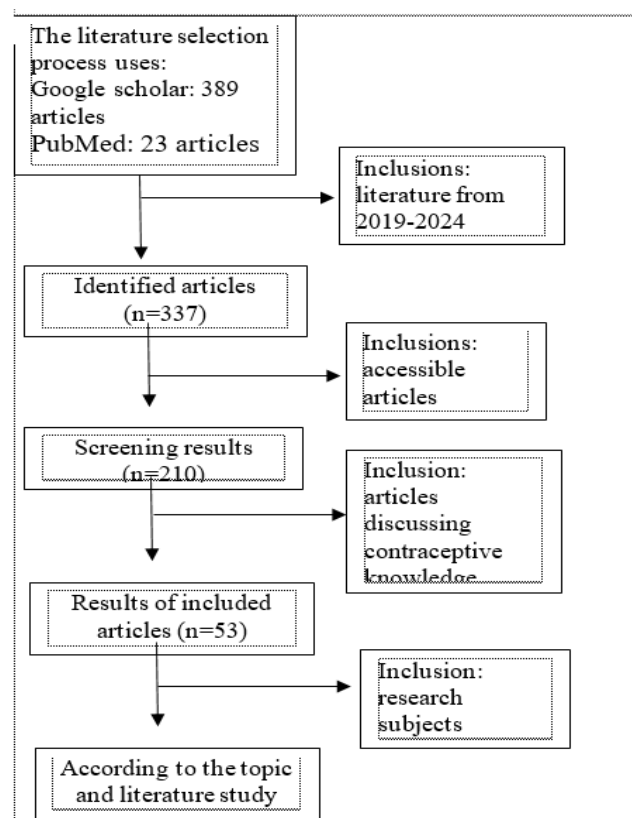 The literature selection
process uses:
Google scholar: 389
articles
PubMed: 23 articles
Inclusions:
literature from
2019-2024
Identified articles
(n=337)
Inclusions:
accessible
articles
Screening results
(n=210)
Inclusion:
articles
discussing
contraceptive
knowledge
Results of included
articles (n=53)
Inclusion:
research
subjects
According to the topic
and literature study